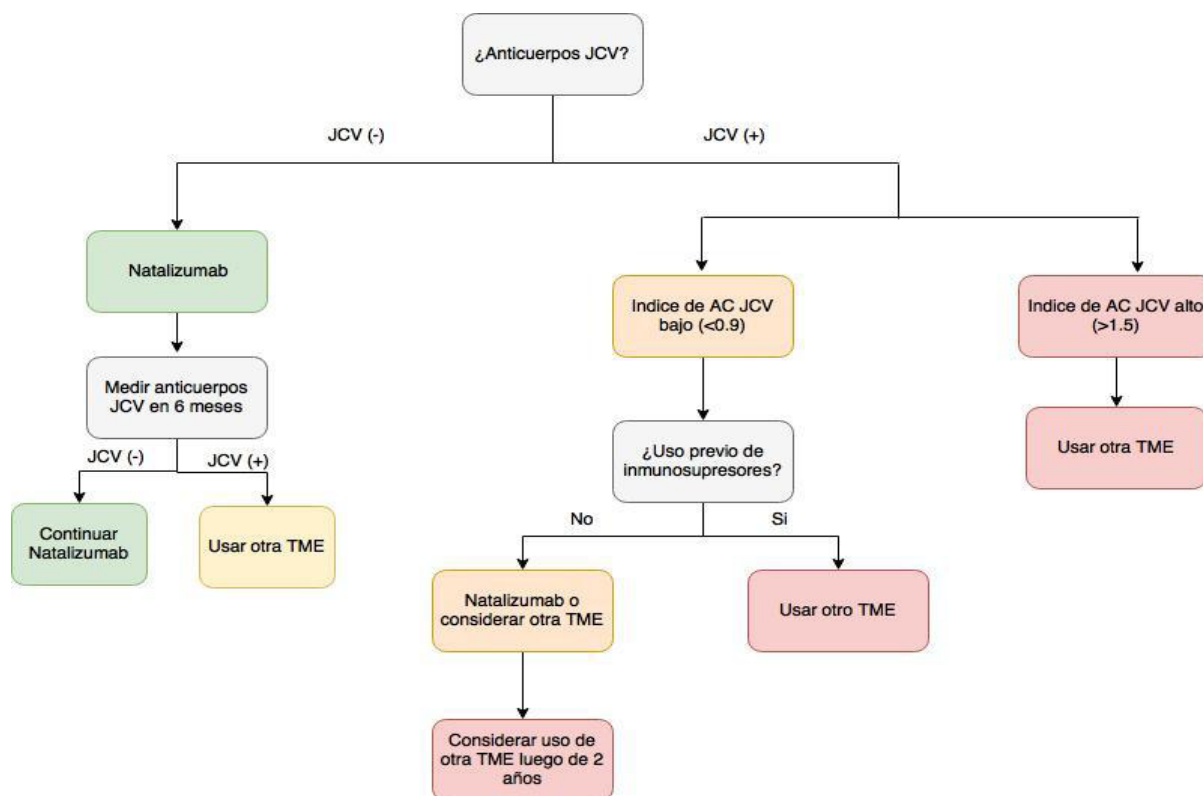 ¿Anticuerpos JCV?
JCV (-)
JCV (+)
Natalizumab
Indice de AC JCV
bajo (<0.9)
Indice de AC JCV alto
(>1.5)
Medir anticuerpos
JCV en 6 meses
¿Uso previo de
inmunosupresores?
Usar otra TME
JCV (-)
JCV (+)
Continuar
Natalizumab
Usar otra TME
No
Si
Natalizumab o
considerar otra TME
Usar otro TME
Considerar uso de
otra TME luego de 2
años